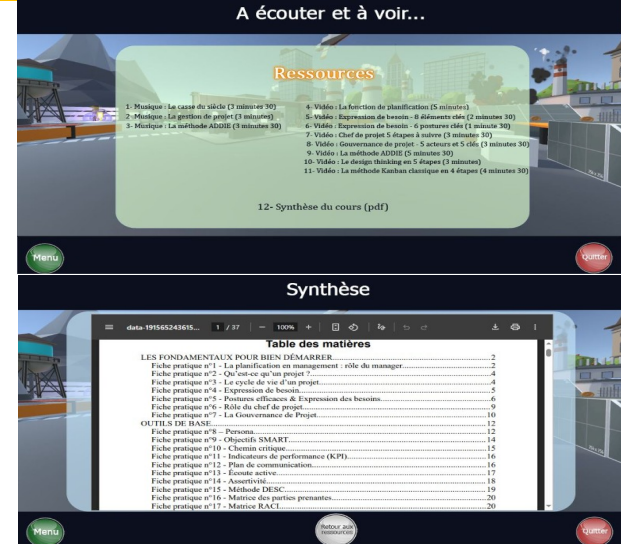 A écouter et à voir...
Ressources
1- Musique : Le casse du siècle (3 minutes 30)
2- Musique : La gestion de projet (3 minutes)
3- Musique : La méthode ADDIE (3 minutes 30)
4- Vidéo : La fonction de planification (5 minutes)
5- Vidéo : Expression de besoin - 8 éléments clés (2 minutes 30)
6- Vidéo : Expression de besoin - 6 postures clés (1 minute 30)
7- Vidéo : Chef de projet 5 étapes à suivre (3 minutes 30)
8- Vidéo : Gouvernance de projet - 5 acteurs et 5 clés (3 minutes 30)
9- Vidéo : La méthode ADDIE (5 minutes 30)
10- Vidéo : Le design thinking en 5 étapes (3 minutes)
11- Vidéo : La méthode Kanban classique en 4 étapes (4 minutes 30)
12- Synthèse du cours (pdf)
Menu
Quitter
Synthèse
data-191565243615... 1 / 37 100%
Table des matières
LES FONDAMENTAUX POUR BIEN DÉMARRER....2
Fiche pratique n°1 - La planification en management : rôle du manager....2
Fiche pratique n°2 - Qu'est-ce qu'un projet ?....4
Fiche pratique n°3 - Le cycle de vie d'un projet....4
Fiche pratique n°4 - Expression de besoin....5
Fiche pratique n°5 - Postures efficaces & Expression des besoins....6
Fiche pratique n°6 - Rôle du chef de projet....9
Fiche pratique n°7 - La Gouvernance de Projet....10
OUTILS DE BASE....12
Fiche pratique n°8 – Persona....12
Fiche pratique n°9 - Objectifs SMART....14
Fiche pratique n°10 - Chemin critique....15
Fiche pratique n°11 - Indicateurs de performance (KPI)....16
Fiche pratique n°12 - Plan de communication....16
Fiche pratique n°13 - Écoute active....17
Fiche pratique n°14 - Assertivité....18
Fiche pratique n°15 - Méthode DESC....19
Fiche pratique n°16 - Matrice des parties prenantes....20
Fiche pratique n°17 - Matrice RACI....20
Menu
Retour aux
ressources
Quitter